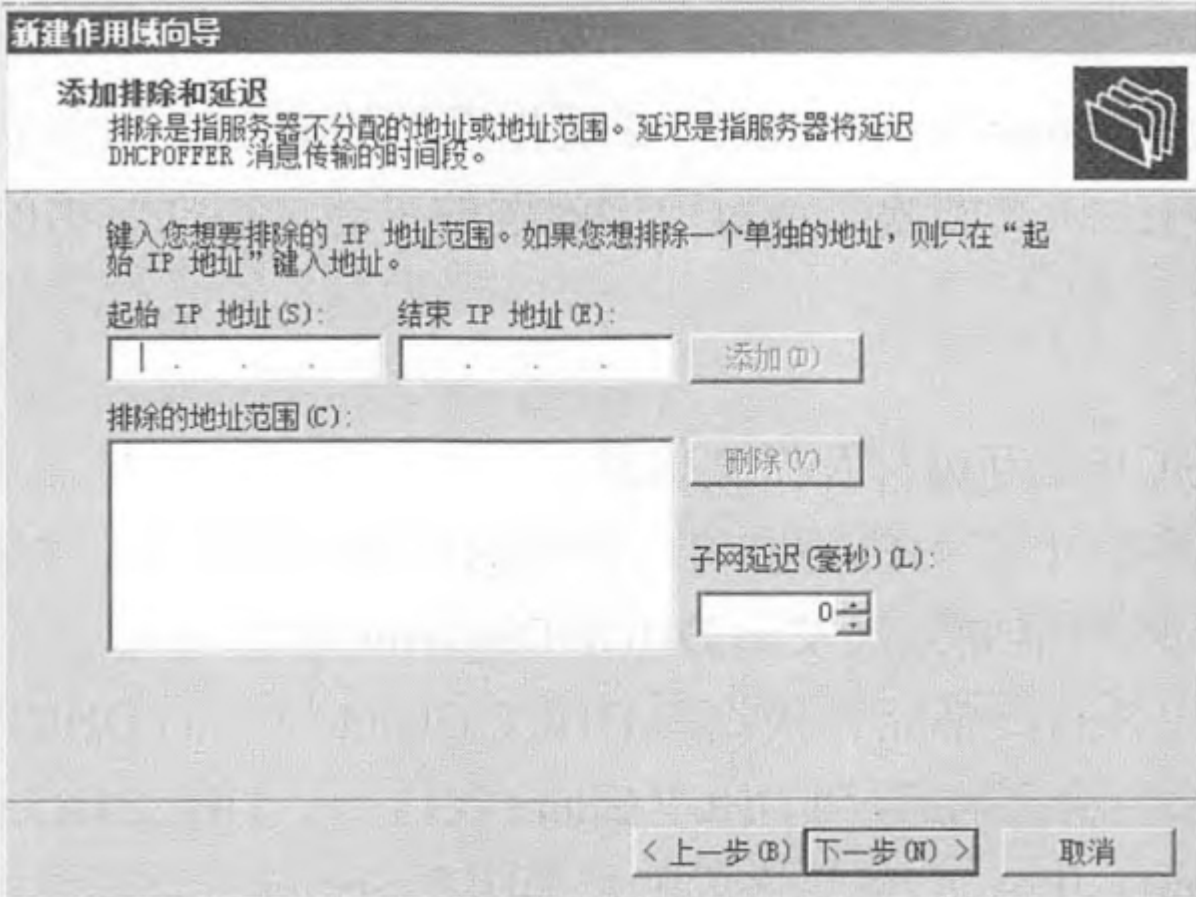 新建作用域向导
添加排除和延迟
排除是指服务器不分配的地址或地址范围。延迟是指服务器将延迟
DHCPOFFER 消息传输的时间段。
键入您想要排除的 IP 地址范围。如果您想排除一个单独的地址，则只在“起
始 IP 地址”键入地址。
起始 IP 地址(S): 结束 IP 地址(E):
. . . . . . 添加(D)
排除的地址范围(C):
删除(V)
子网延迟(毫秒)(L):
0
< 上一步(B) 下一步(N) > 取消